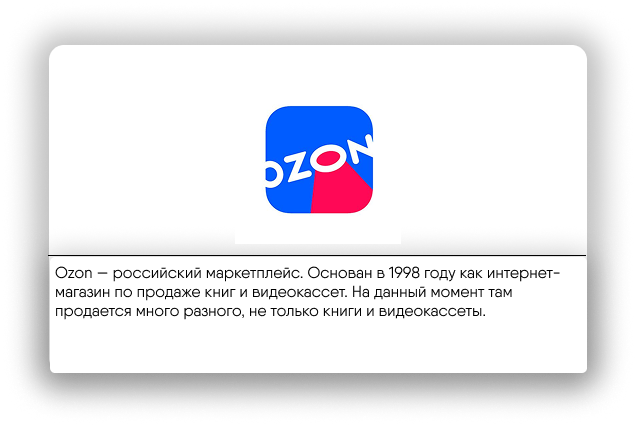 OZON
Ozon — российский маркетплейс. Основан в 1998 году как интернет-
магазин по продаже книг и видеокассет. На данный момент там
продается много разного, не только книги и видеокассеты.